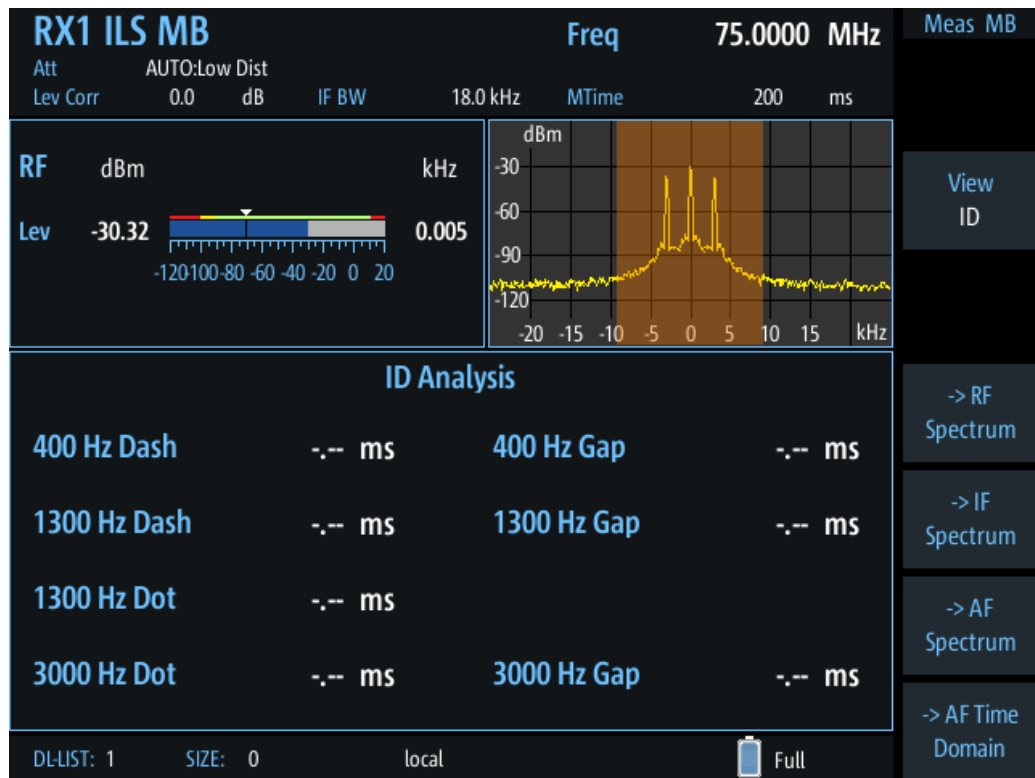 RX1 ILS MB Freq 75.0000 MHz Meas MB
Att AUTO:Low Dist
Lev Corr 0.0 dB IF BW 18.0 kHz MTime 200 ms
RF dBm kHz
Lev -30.32 0.005
-120-100-80 -60 -40 -20 0 20
dBm
-30
-60
-90
-120
-20 -15 -10 -5 0 5 10 15 kHz
View
ID
ID Analysis
400 Hz Dash -.-- ms 400 Hz Gap -.-- ms
1300 Hz Dash -.-- ms 1300 Hz Gap -.-- ms
1300 Hz Dot -.-- ms
3000 Hz Dot -.-- ms 3000 Hz Gap -.-- ms
-> RF
Spectrum
-> IF
Spectrum
-> AF
Spectrum
-> AF Time
Domain
DL-LIST: 1 SIZE: 0 local Full